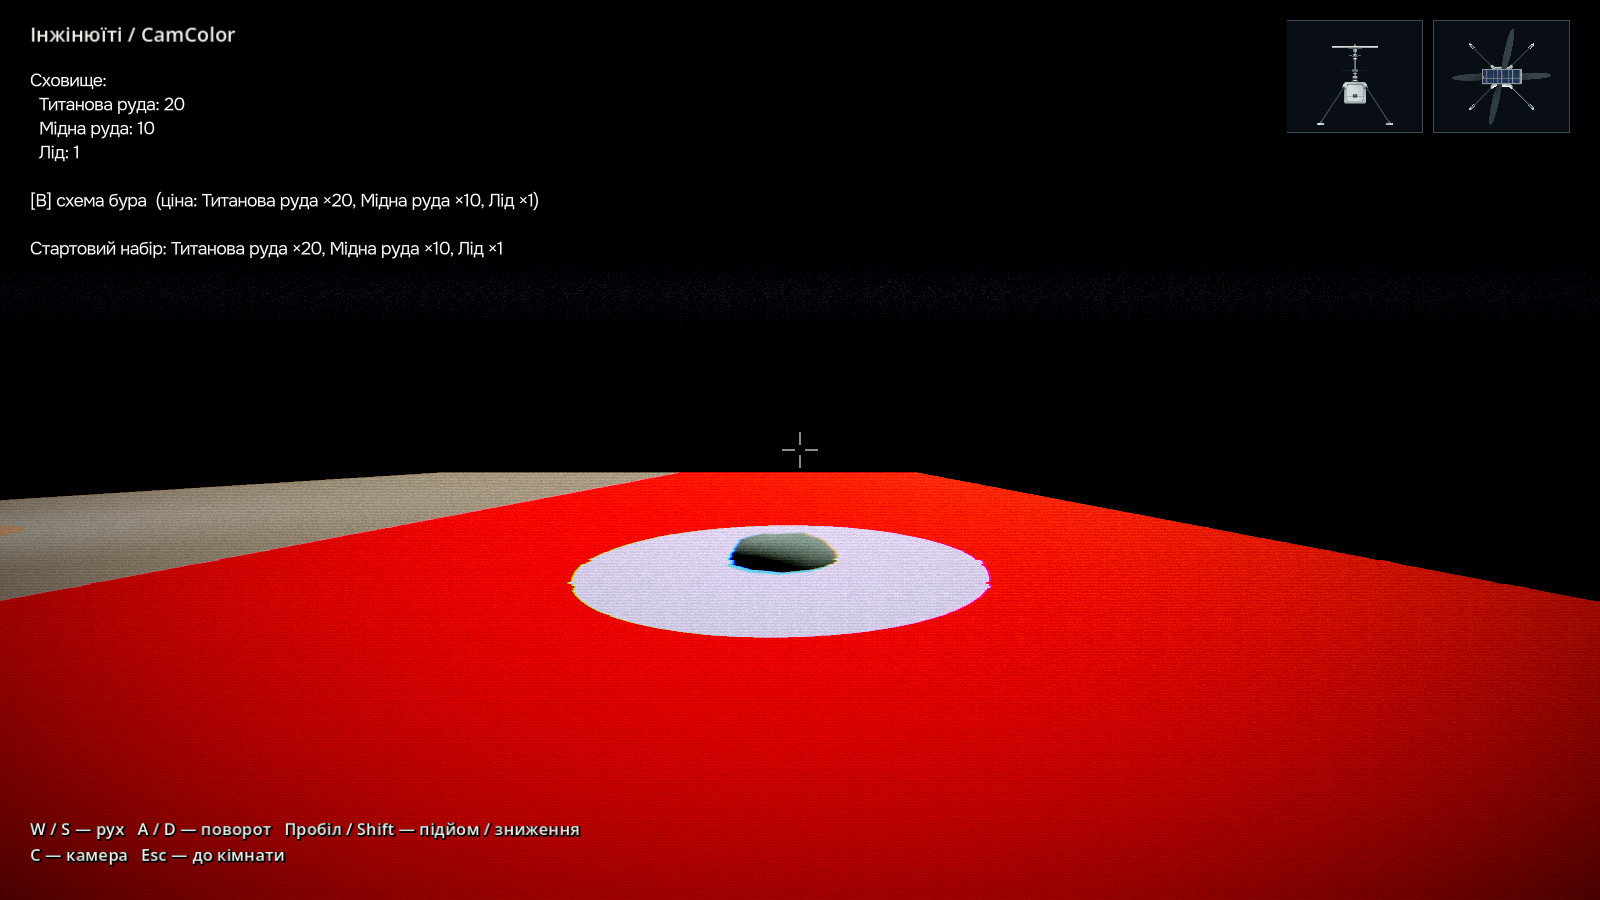 Інжінюїті / CamColor
Сховище:
Титанова руда: 20
Мідна руда: 10
Лід: 1
[B] схема бура (ціна: Титанова руда ×20, Мідна руда ×10, Лід ×1)
Стартовий набір: Титанова руда ×20, Мідна руда ×10, Лід ×1
W / S — рух A / D — поворот Пробіл / Shift — підйом / зниження
C — камера Esc — до кімнати